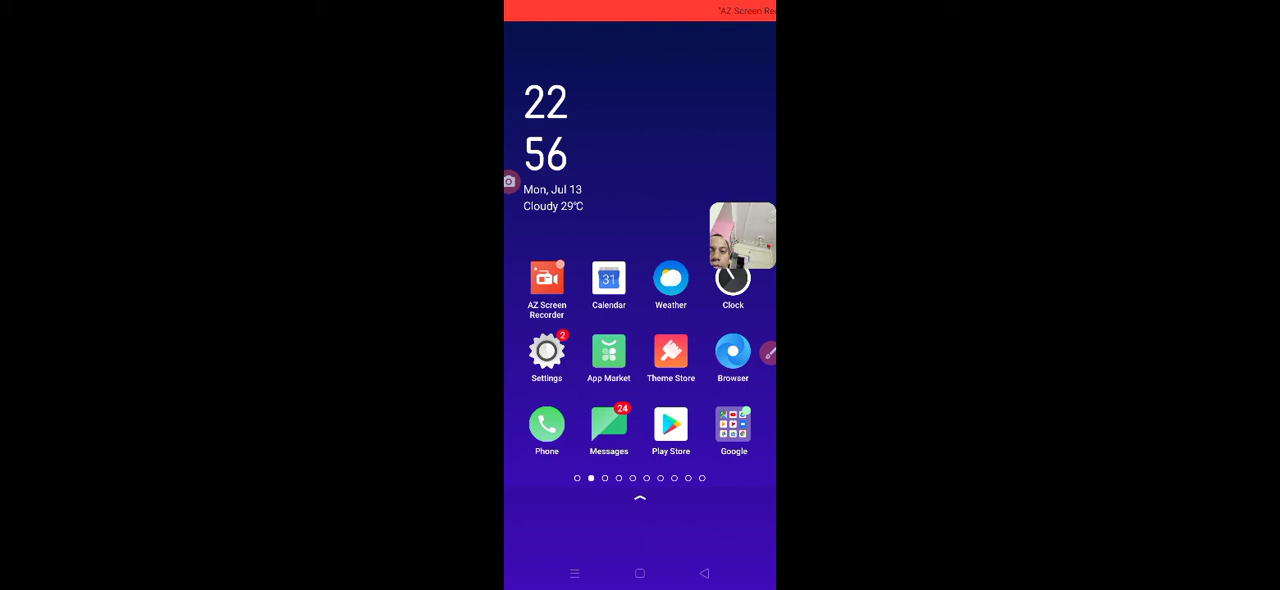 "AZ Screen Rec
22
56
Mon, Jul 13
Cloudy 29℃
AZ Screen Recorder
31
Calendar
Weather
Clock
2
Settings
App Market
Theme Store
Browser
Phone
24
Messages
Play Store
Google